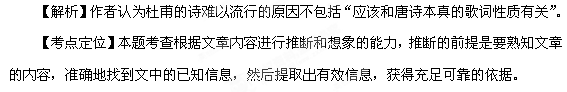 【解析】作者认为杜甫的诗难以流行的原因不包括“应该和唐诗本真的歌词性质有关”。
【考点定位】本题考查根据文章内容进行推断和想象的能力，推断的前提是要熟知文章
的内容，准确地找到文中的已知信息，然后提取出有效信息，获得充足可靠的依据。